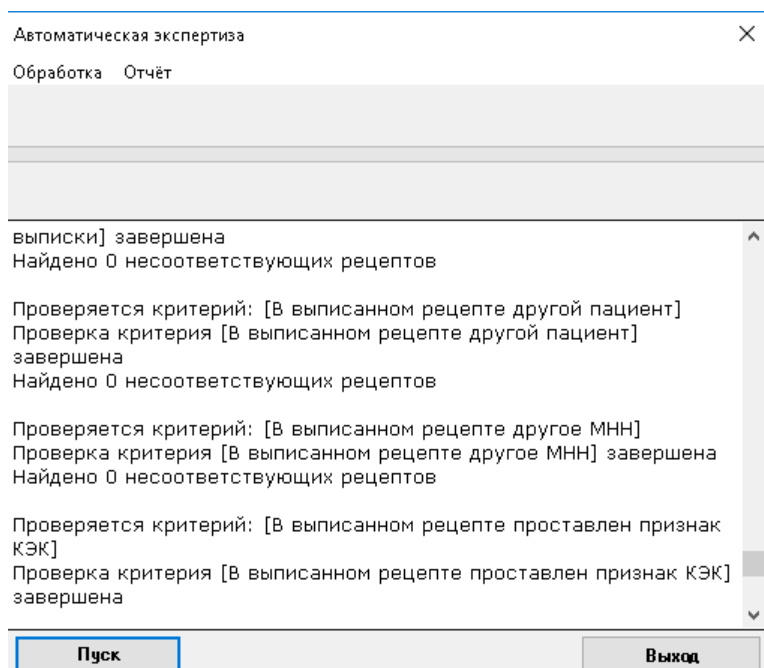 Автоматическая экспертиза
Обработка Отчёт
выписки] завершена
Найдено 0 несоответствующих рецептов
Проверяется критерий: [В выписанном рецепте другой пациент]
Проверка критерия [В выписанном рецепте другой пациент]
завершена
Найдено 0 несоответствующих рецептов
Проверяется критерий: [В выписанном рецепте другое МНН]
Проверка критерия [В выписанном рецепте другое МНН] завершена
Найдено 0 несоответствующих рецептов
Проверяется критерий: [В выписанном рецепте проставлен признак
КЭК]
Проверка критерия [В выписанном рецепте проставлен признак КЭК]
завершена
Пуск Выход